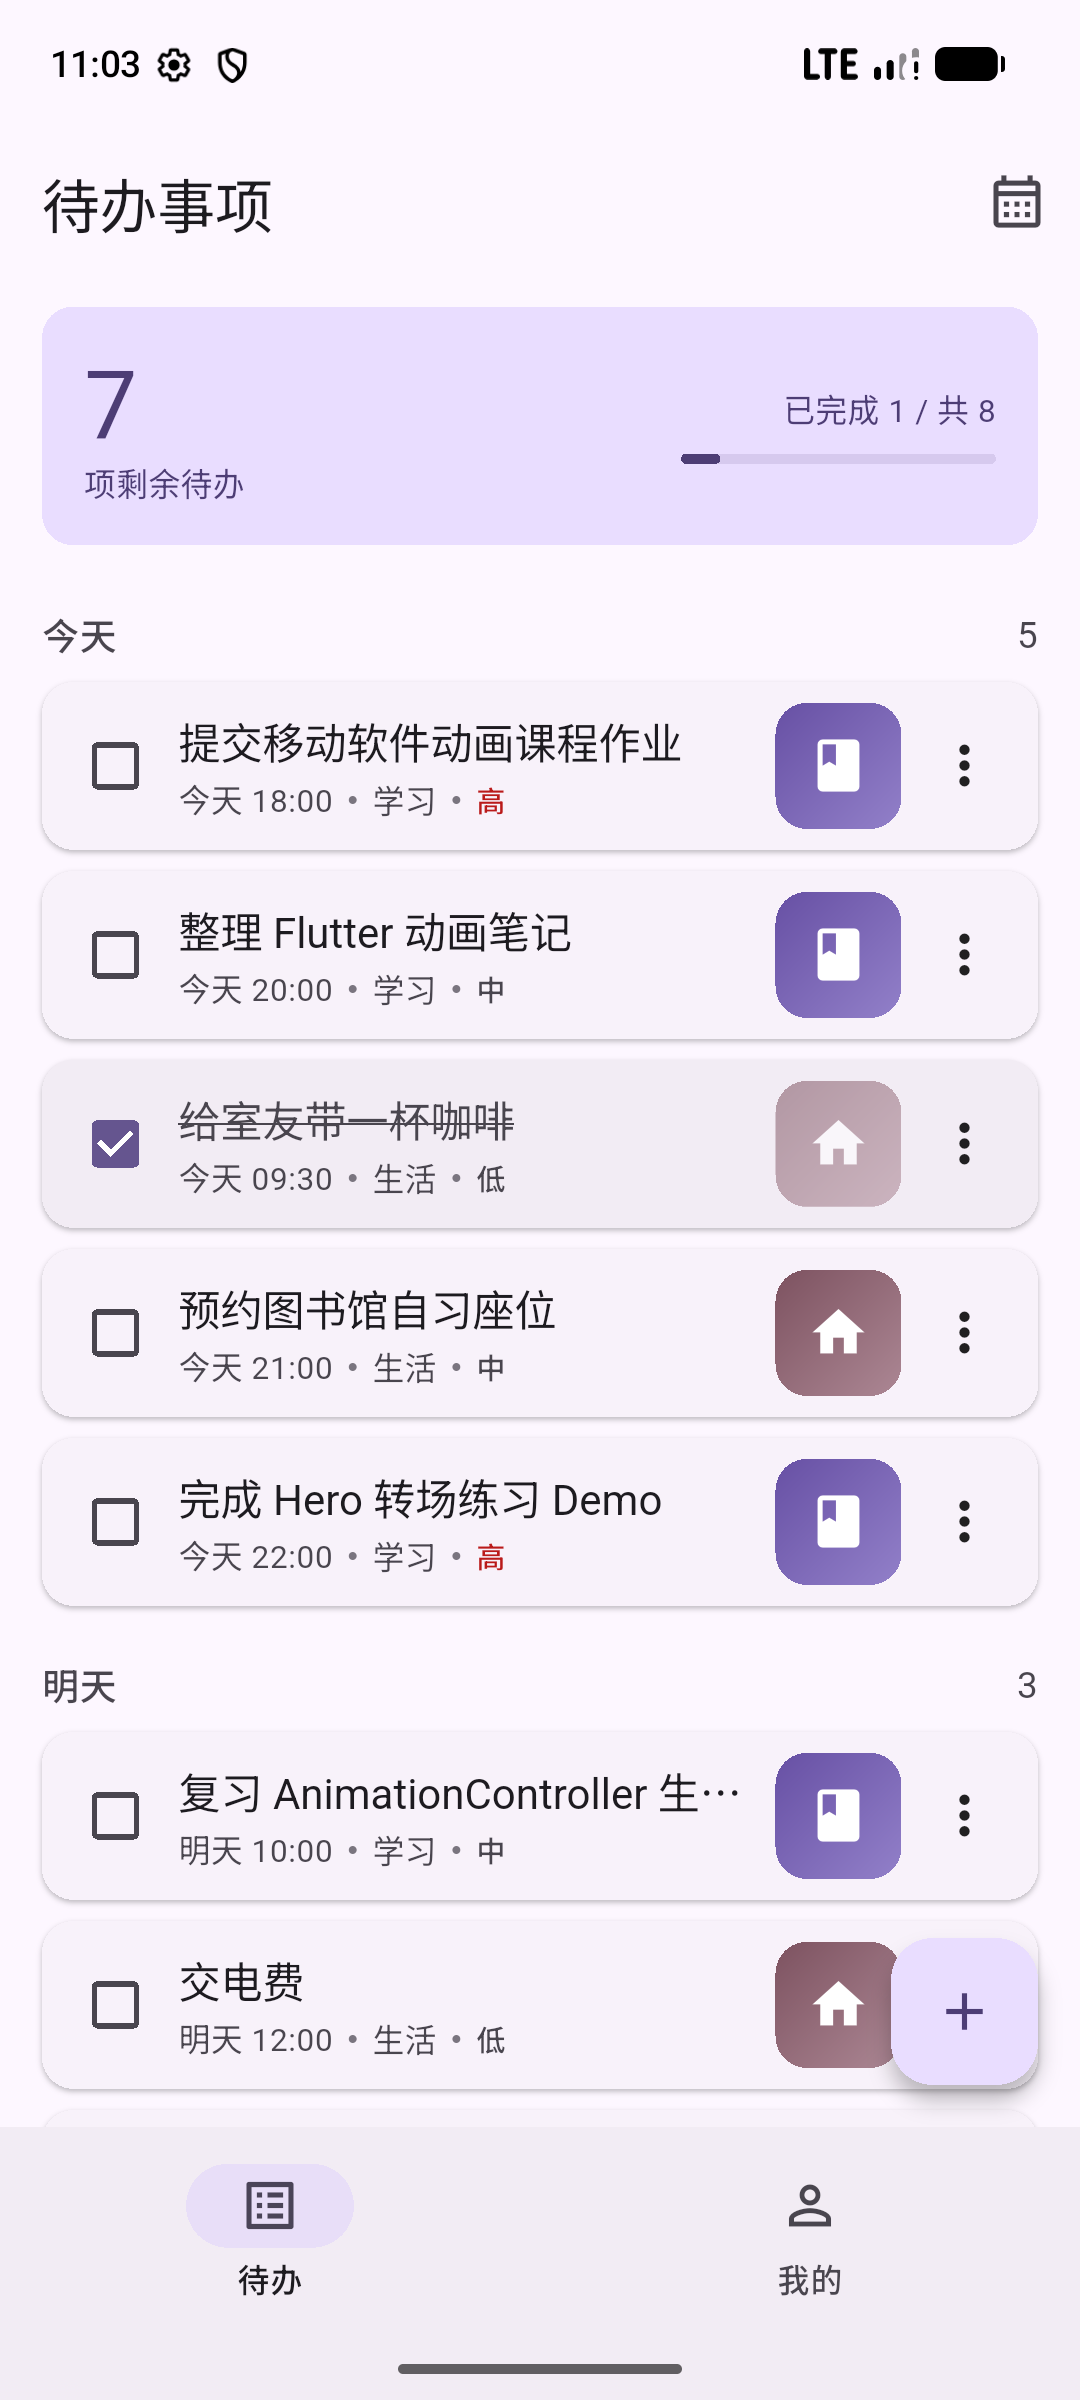 11:03
LTE
待办事项
7
项剩余待办
已完成 1 / 共 8
今天
5
提交移动软件动画课程作业
今天 18:00 • 学习 • 高
整理 Flutter 动画笔记
今天 20:00 • 学习 • 中
给室友带一杯咖啡
今天 09:30 • 生活 • 低
预约图书馆自习座位
今天 21:00 • 生活 • 中
完成 Hero 转场练习 Demo
今天 22:00 • 学习 • 高
明天
3
复习 AnimationController 生…
明天 10:00 • 学习 • 中
交电费
明天 12:00 • 生活 • 低
待办
我的